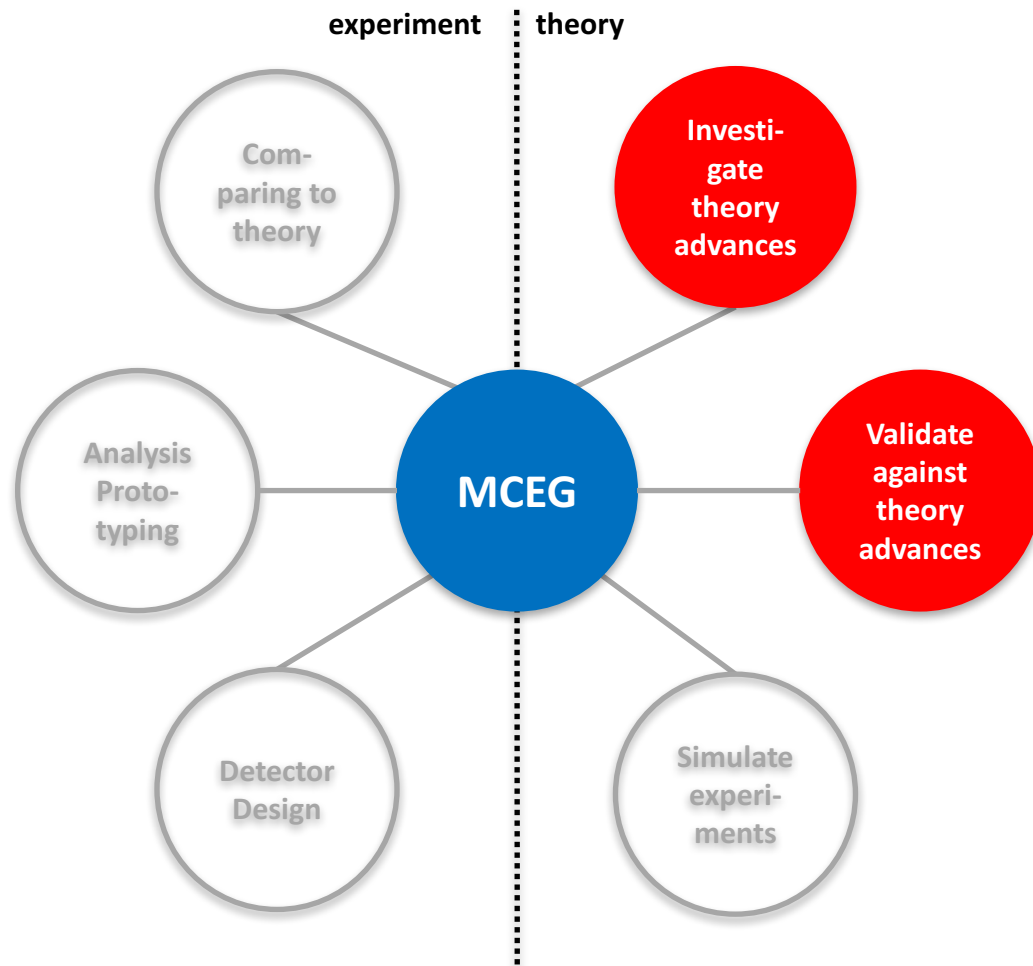 experiment theory
Com-
paring to
theory
Investi-
gate
theory
advances
Analysis
Proto-
typing
MCEG
Validate
against
theory
advances
Detector
Design
Simulate
experi-
ments